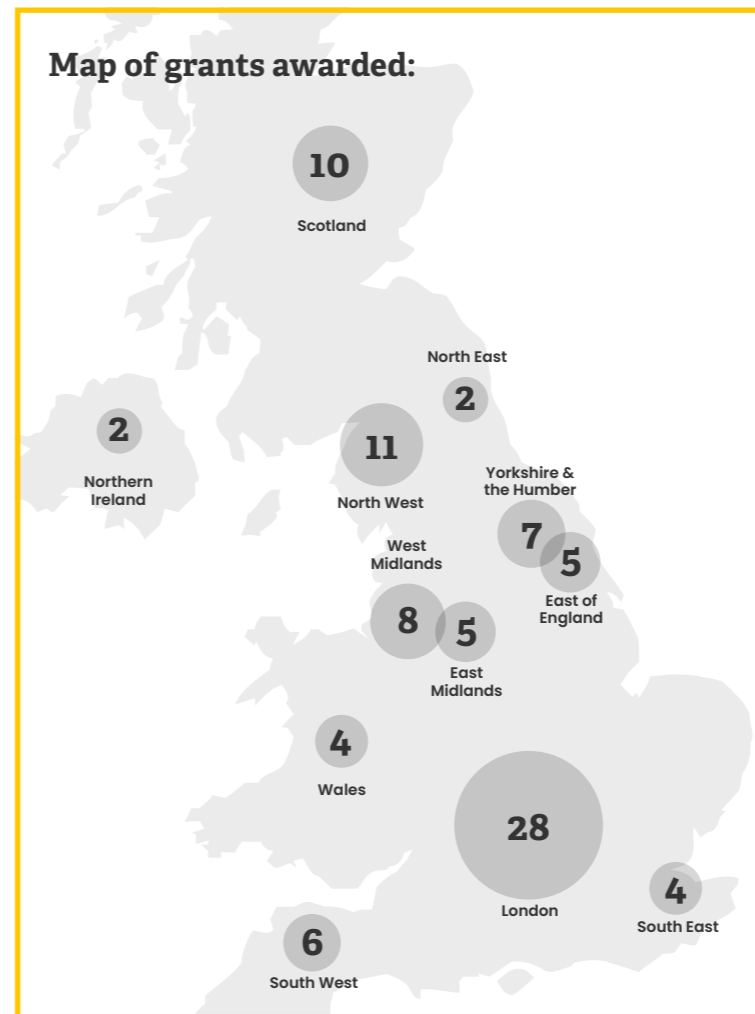 Map of grants awarded:
10
Scotland
North East
2
2
Northern
Ireland
11
North West
Yorkshire &
the Humber
7
5
East of
England
West
Midlands
8
5
East
Midlands
4
Wales
28
London
4
South East
6
South West